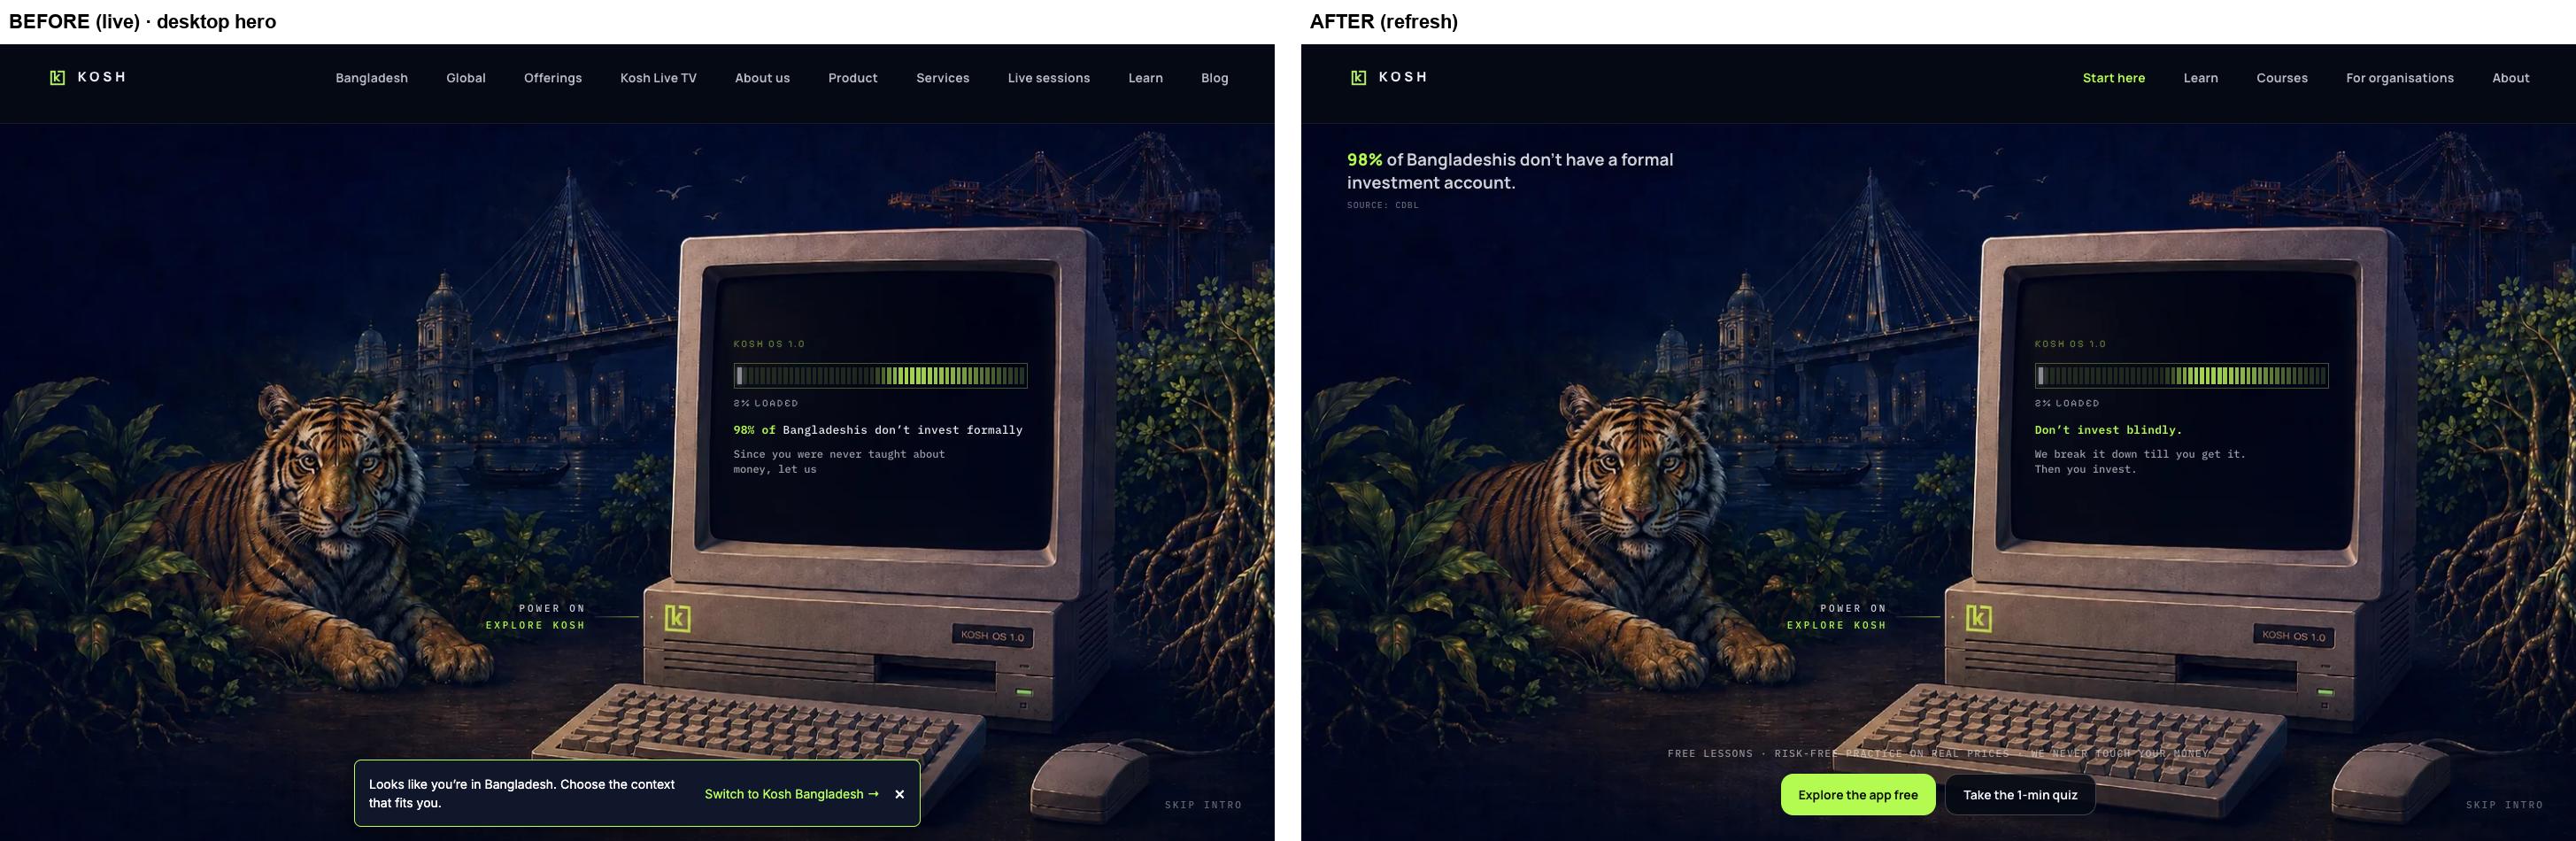 BEFORE (live) · desktop hero
KOSH
Bangladesh Global Offerings Kosh Live TV About us Product Services Live sessions Learn Blog
KOSH OS 1.0
2% LOADED
98% of Bangladeshis don’t invest formally
Since you were never taught about
money, let us
POWER ON
EXPLORE KOSH
KOSH OS 1.0
Looks like you’re in Bangladesh. Choose the context
that fits you.
Switch to Kosh Bangladesh →
SKIP INTRO
AFTER (refresh)
KOSH
Start here Learn Courses For organisations About
98% of Bangladeshis don’t have a formal
investment account.
SOURCE: CDBL
KOSH OS 1.0
2% LOADED
Don’t invest blindly.
We break it down till you get it.
Then you invest.
POWER ON
EXPLORE KOSH
KOSH OS 1.0
FREE LESSONS · RISK-FREE PRACTICE ON REAL PRICES · WE NEVER TOUCH YOUR MONEY
Explore the app free
Take the 1-min quiz
SKIP INTRO